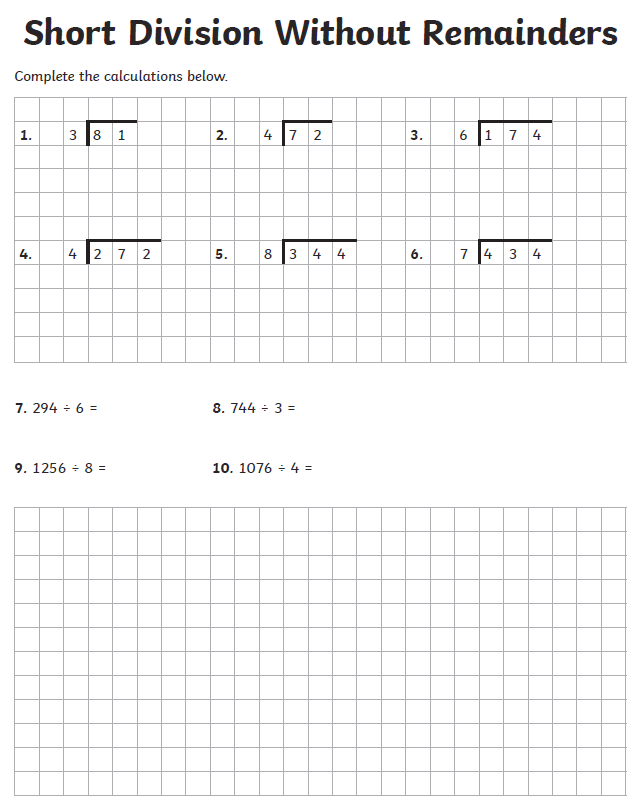 Short Division Without Remainders
Complete the calculations below.
1. 3 8 1 2. 4 7 2 3. 6 1 7 4
4. 4 2 7 2 5. 8 3 4 4 6. 7 4 3 4
7. 294 ÷ 6 = 8. 744 ÷ 3 =
9. 1256 ÷ 8 = 10. 1076 ÷ 4 =